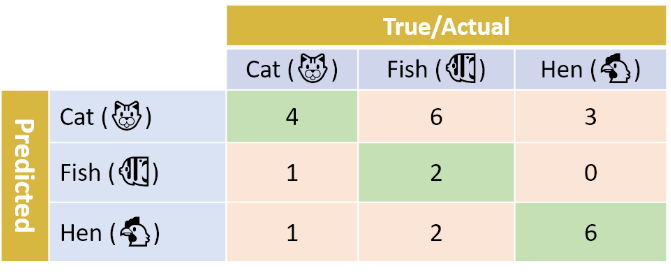 True/Actual
Cat () Fish () Hen ()
Predicted
Cat () 4 6 3
Fish () 1 2 0
Hen () 1 2 6